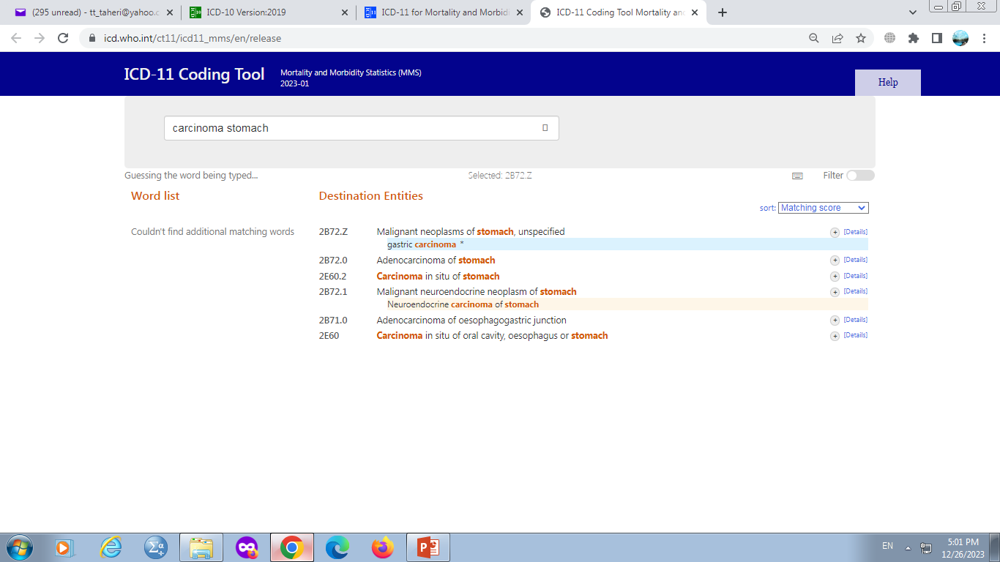 (295 unread) - tt_taheri@yahoo.c
ICD-10 Version:2019
ICD-11 for Mortality and Morbidi
ICD-11 Coding Tool Mortality and
icd.who.int/ct11/icd11_mms/en/release
ICD-11 Coding Tool
Mortality and Morbidity Statistics (MMS)
2023-01
Help
carcinoma stomach
Guessing the word being typed...
Selected: 2B72.Z
Filter
Word list
Destination Entities
sort: Matching score
Couldn't find additional matching words
2B72.Z Malignant neoplasms of stomach, unspecified [Details]
gastric carcinoma *
2B72.0 Adenocarcinoma of stomach [Details]
2E60.2 Carcinoma in situ of stomach [Details]
2B72.1 Malignant neuroendocrine neoplasm of stomach [Details]
Neuroendocrine carcinoma of stomach
2B71.0 Adenocarcinoma of oesophagogastric junction [Details]
2E60 Carcinoma in situ of oral cavity, oesophagus or stomach [Details]
EN
5:01 PM
12/26/2023